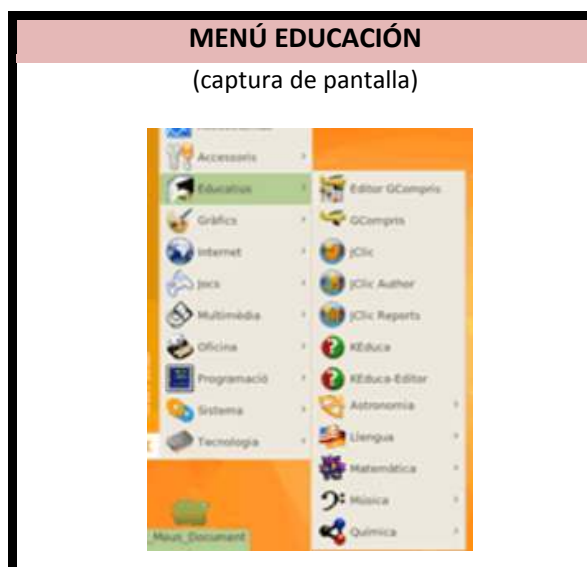 MENÚ EDUCACIÓN
(captura de pantalla)
Accessoris
Educatius
Gràfics
Internet
Jocs
Multimèdia
Oficina
Programació
Sistema
Tecnologia
Editor GCompris
GCompris
JClic
JClic Author
JClic Reports
KEduca
KEduca-Editor
Astronomia
Llengua
Matemàtica
Música
Química